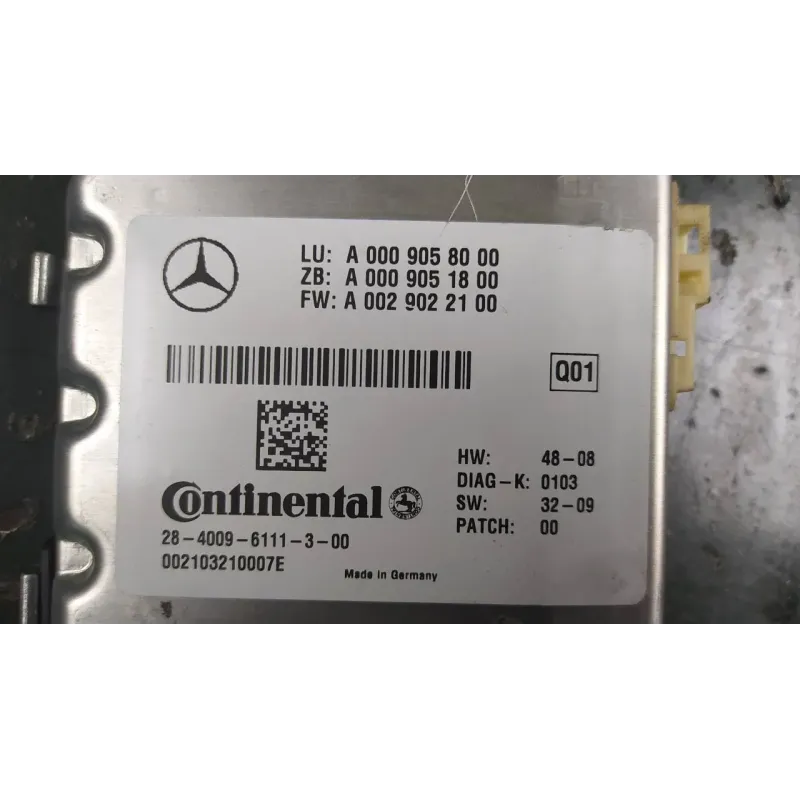 LU: A 000 905 80 00
ZB: A 000 905 18 00
FW: A 002 902 21 00
Q01
HW: 48-08
DIAG-K: 0103
SW: 32-09
PATCH: 00
Continental
28-4009-6111-3-00
002103210007E
Made in Germany